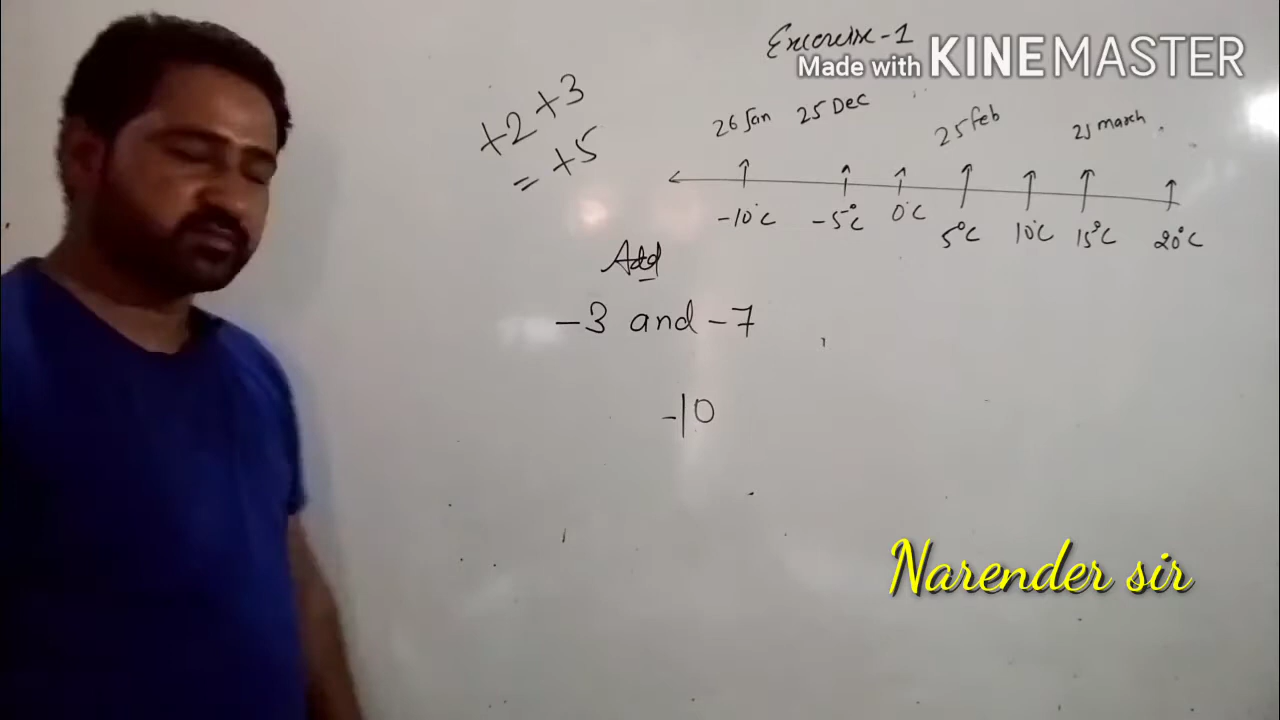 Exercise-1
Made with KINEMASTER
+2+3
= +5
26 Jan 25 Dec 25 feb 25 march
-10°C -5°C 0°C 5°C 10°C 15°C 20°C
Add
-3 and -7
-10
Narender sir